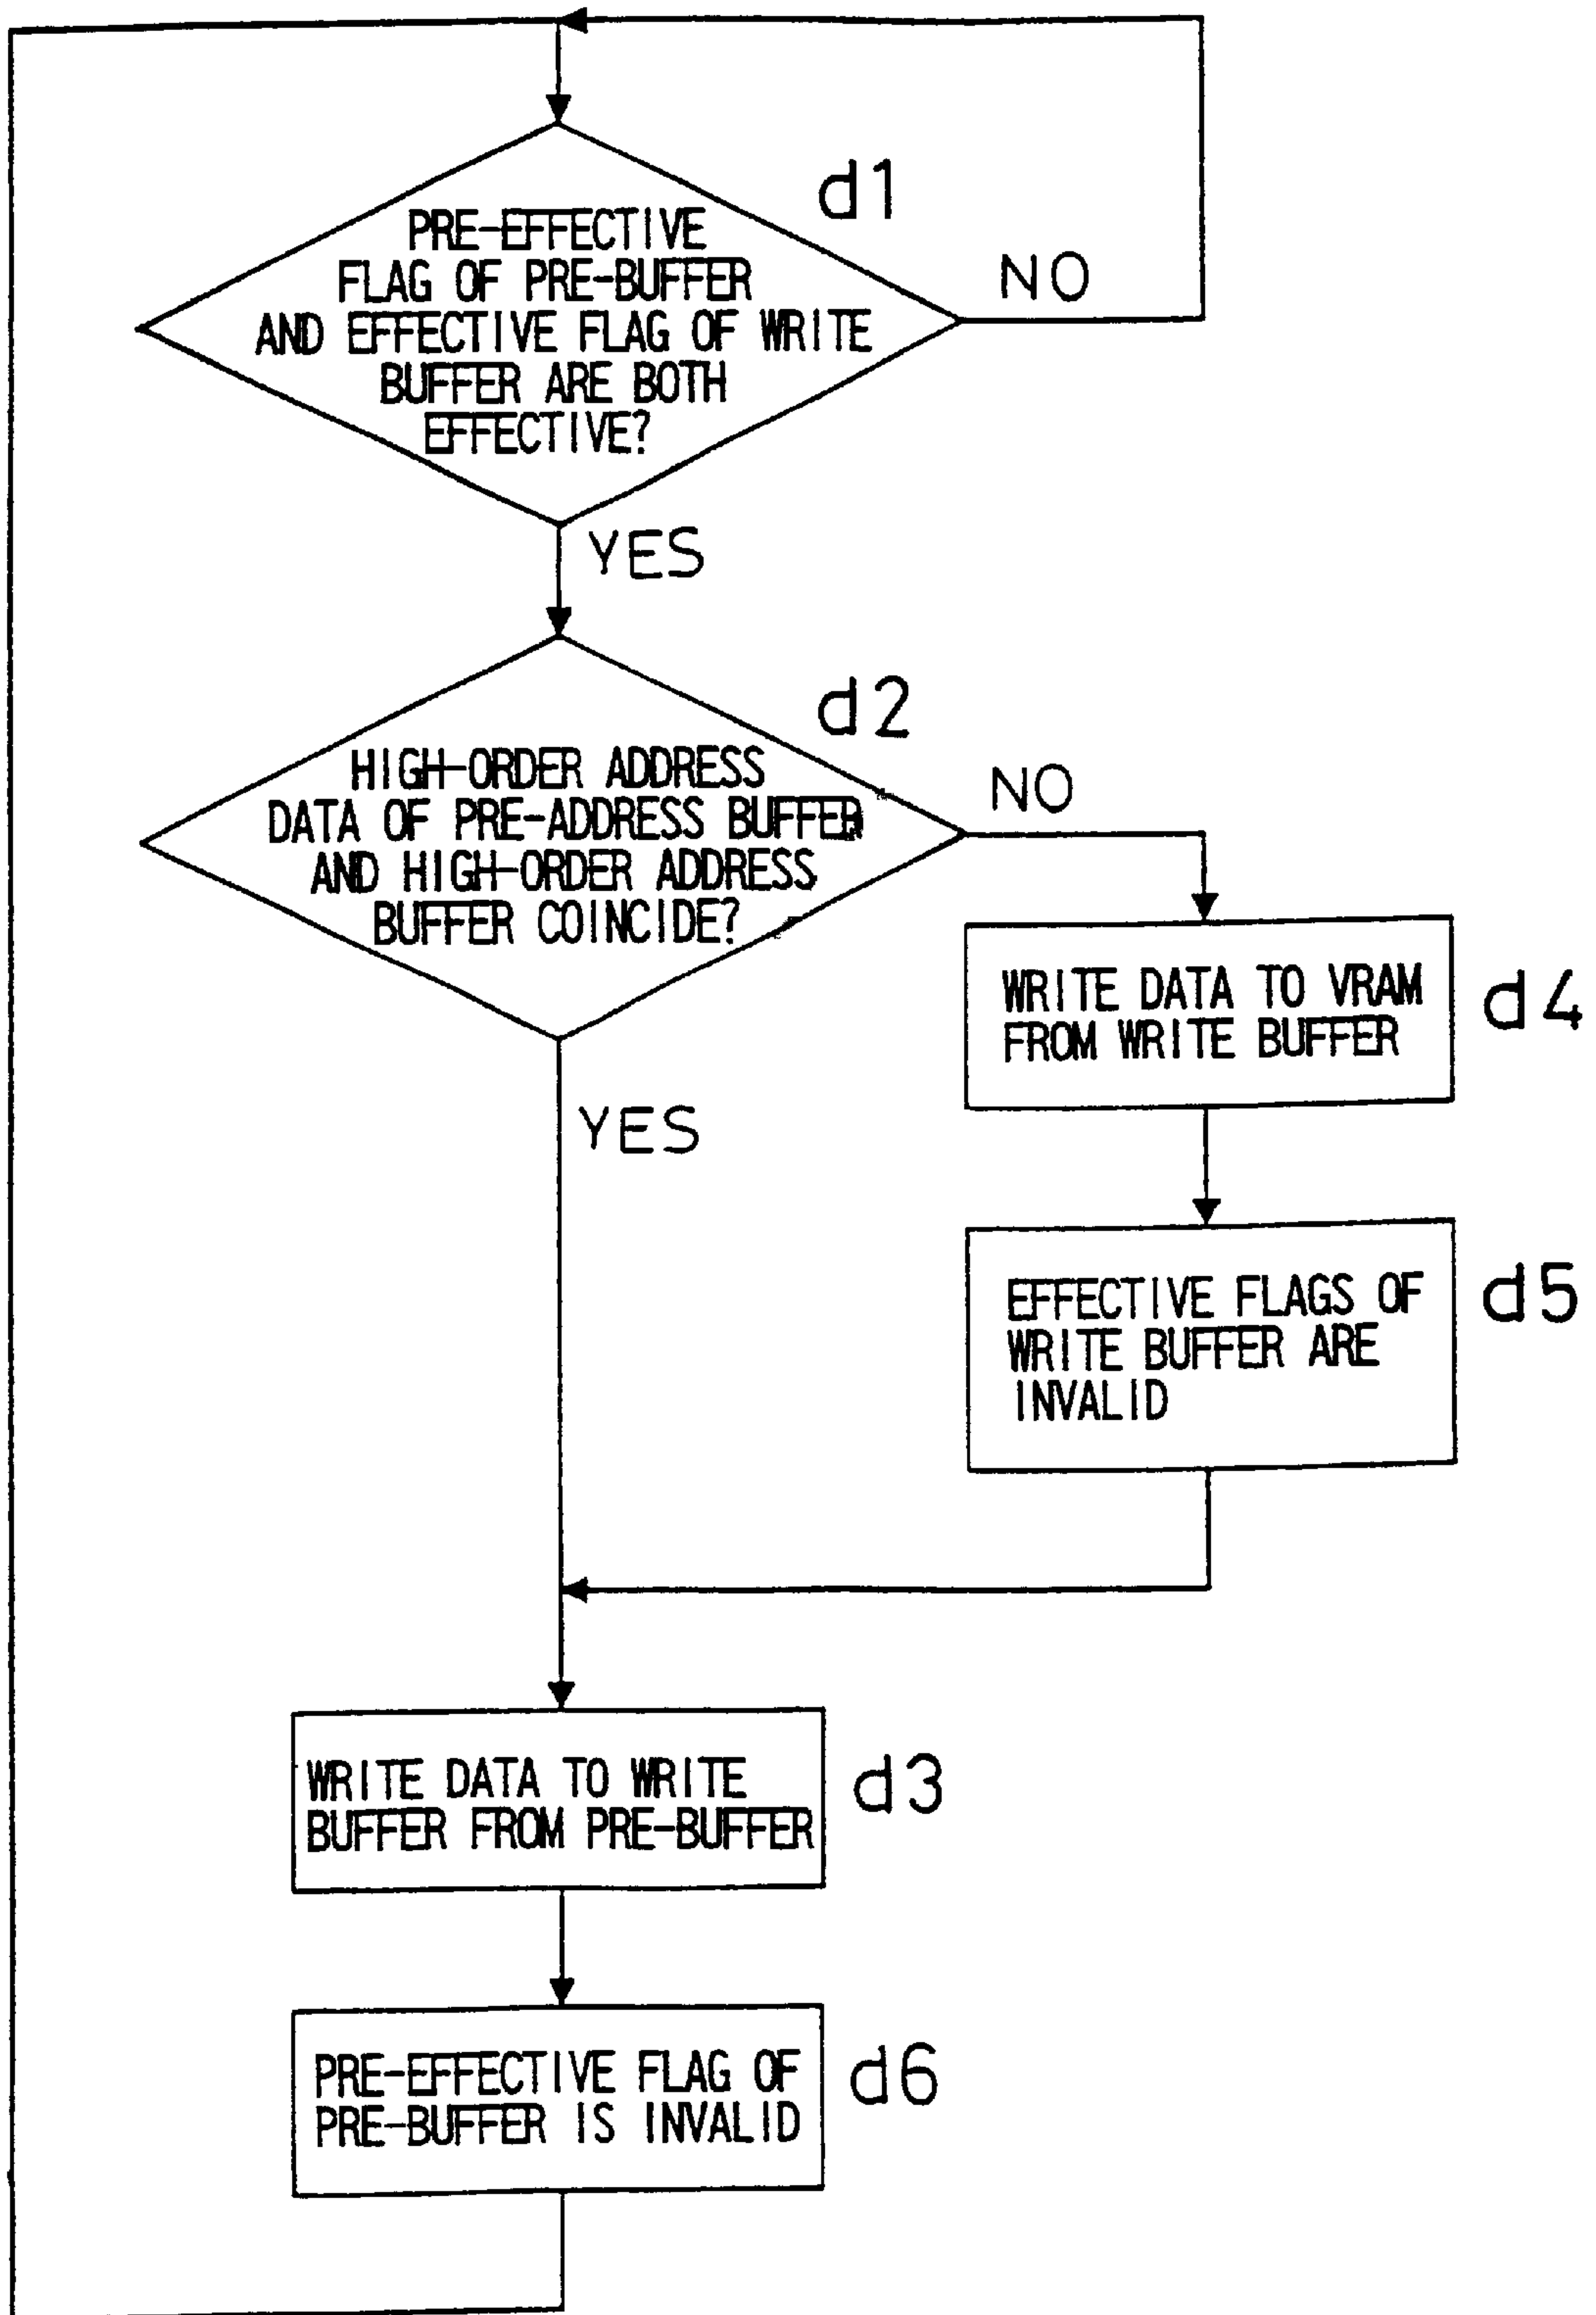 d1
PRE-EFFECTIVE
FLAG OF PRE-BUFFER
AND EFFECTIVE FLAG OF WRITE
BUFFER ARE BOTH
EFFECTIVE?
NO
YES
d2
HIGH-ORDER ADDRESS
DATA OF PRE-ADDRESS BUFFER
AND HIGH-ORDER ADDRESS
BUFFER COINCIDE?
NO
WRITE DATA TO VRAM
FROM WRITE BUFFER
d4
YES
EFFECTIVE FLAGS OF
WRITE BUFFER ARE
INVALID
d5
WRITE DATA TO WRITE
BUFFER FROM PRE-BUFFER
d3
PRE-EFFECTIVE FLAG OF
PRE-BUFFER IS INVALID
d6